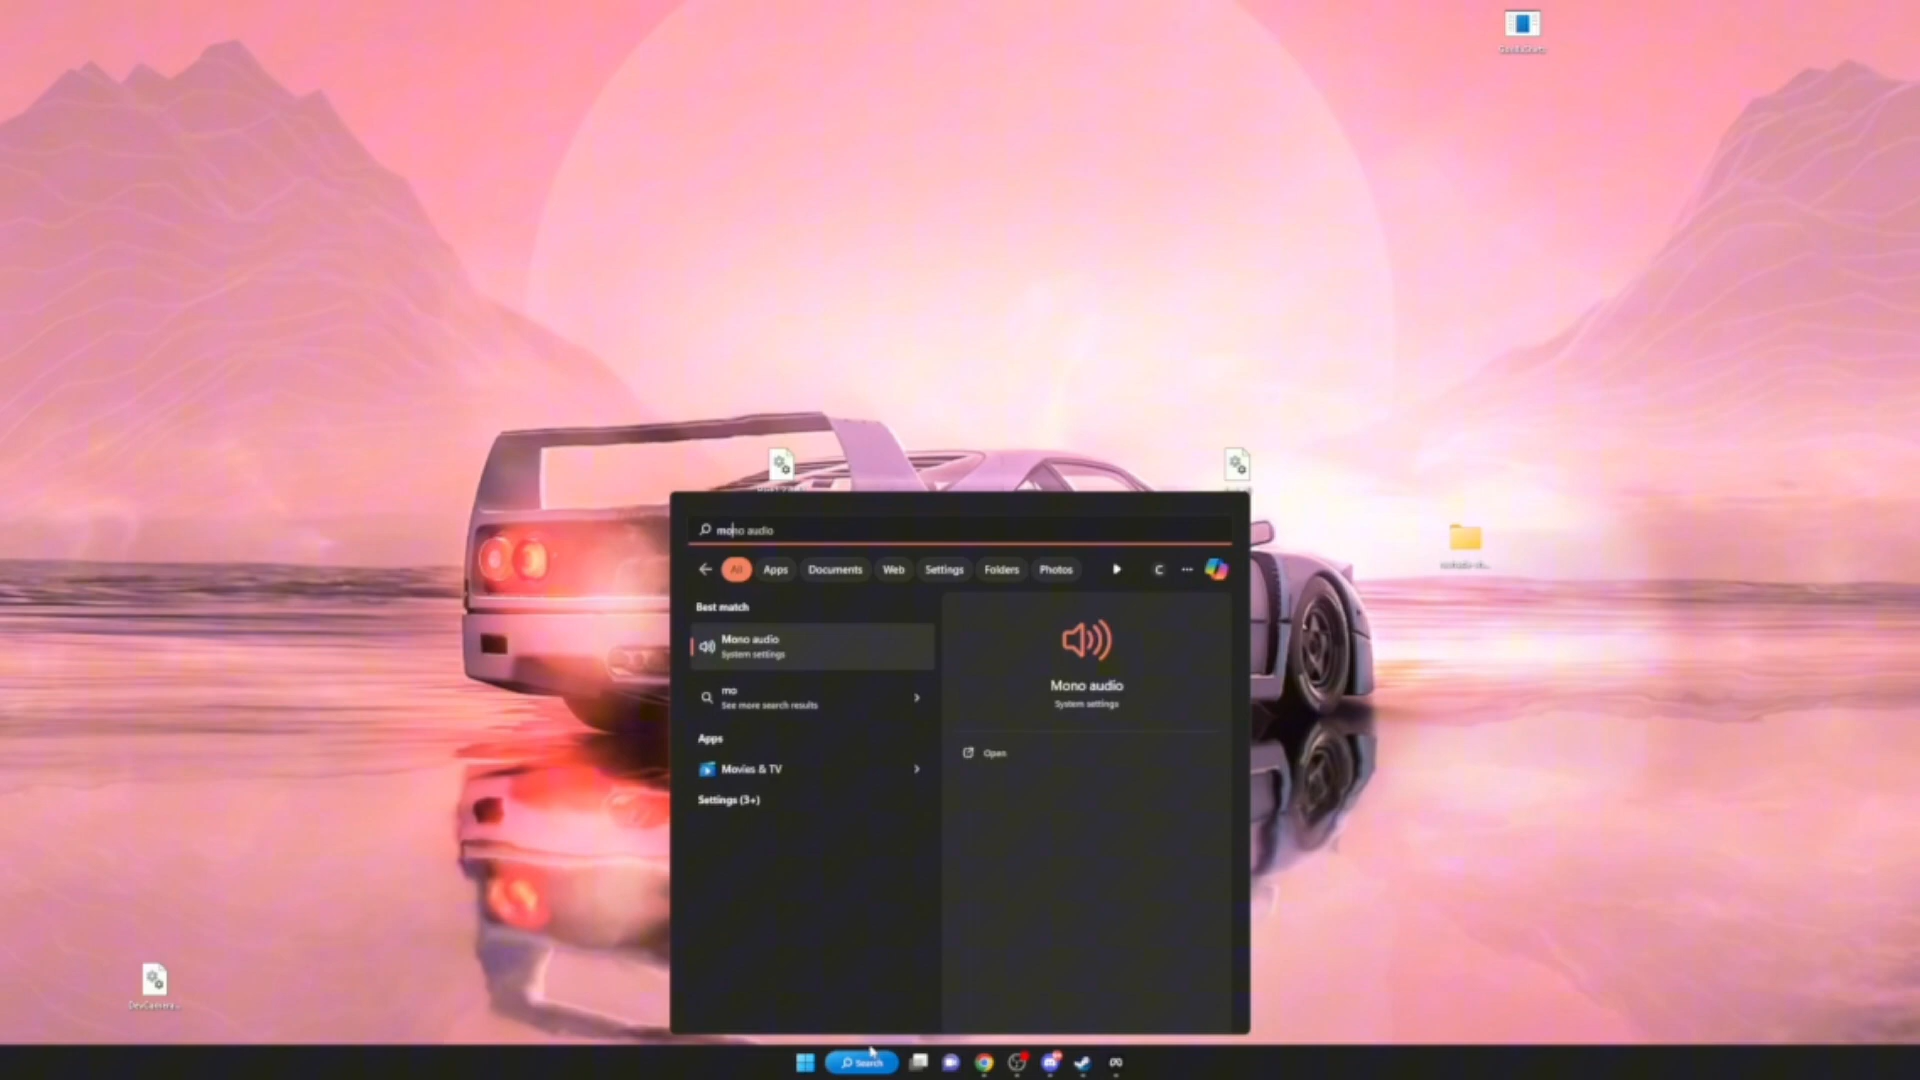 mono audio
All
Apps
Documents
Web
Settings
Folders
Photos
C
Best match
Mono audio
System settings
mo
See more search results
Apps
Movies & TV
Settings (3+)
Mono audio
System settings
Open
Search